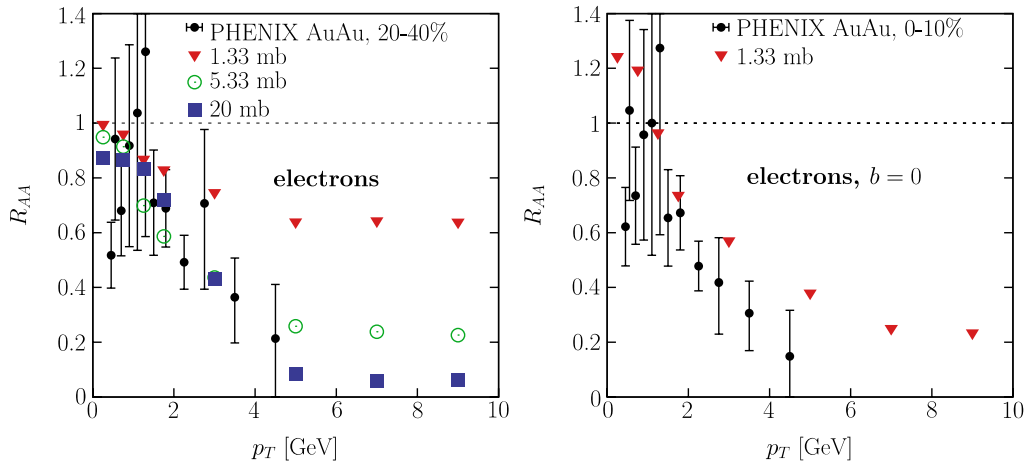 1.4
1.2
1
0.8
0.6
0.4
0.2
0
R_AA
PHENIX AuAu, 20-40%
1.33 mb
5.33 mb
20 mb
electrons
0 2 4 6 8 10
p_T [GeV]
1.4
1.2
1
0.8
0.6
0.4
0.2
0
R_AA
PHENIX AuAu, 0-10%
1.33 mb
electrons, b = 0
0 2 4 6 8 10
p_T [GeV]